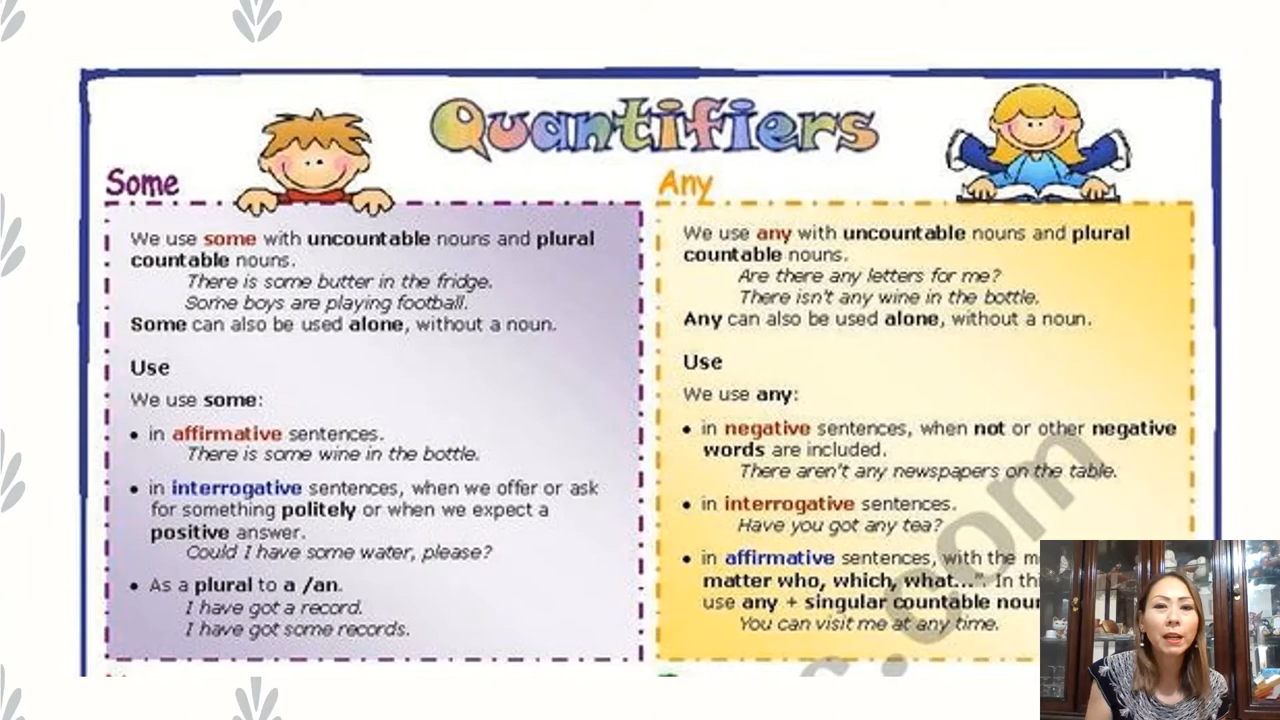 Quantifiers
Some
We use some with uncountable nouns and plural
countable nouns.
There is some butter in the fridge.
Some boys are playing football.
Some can also be used alone, without a noun.
Use
We use some:
• in affirmative sentences.
There is some wine in the bottle.
• in interrogative sentences, when we offer or ask
for something politely or when we expect a
positive answer.
Could I have some water, please?
• As a plural to a /an.
I have got a record.
I have got some records.
Any
We use any with uncountable nouns and plural
countable nouns.
Are there any letters for me?
There isn't any wine in the bottle.
Any can also be used alone, without a noun.
Use
We use any:
• in negative sentences, when not or other negative
words are included.
There aren't any newspapers on the table.
• in interrogative sentences.
Have you got any tea?
• in affirmative sentences, with the
matter who, which, what...". In
use any + singular countable
You can visit me at any time.
.com